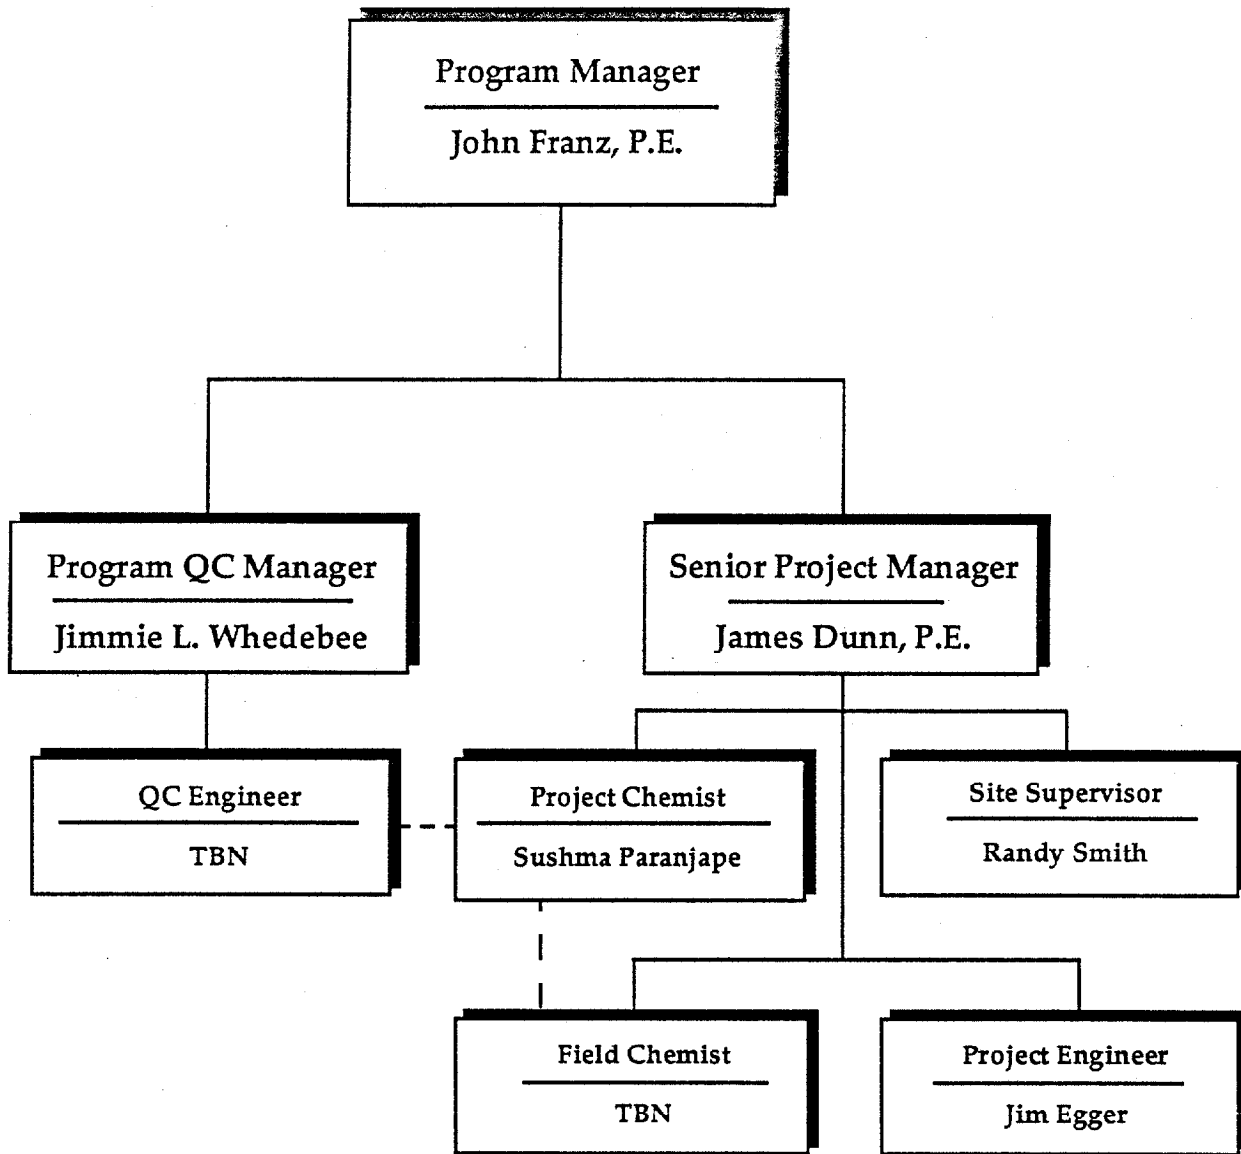 Program Manager
John Franz, P.E.
Program QC Manager
Jimmie L. Whedebee
Senior Project Manager
James Dunn, P.E.
QC Engineer
TBN
Project Chemist
Sushma Paranjape
Site Supervisor
Randy Smith
Field Chemist
TBN
Project Engineer
Jim Egger